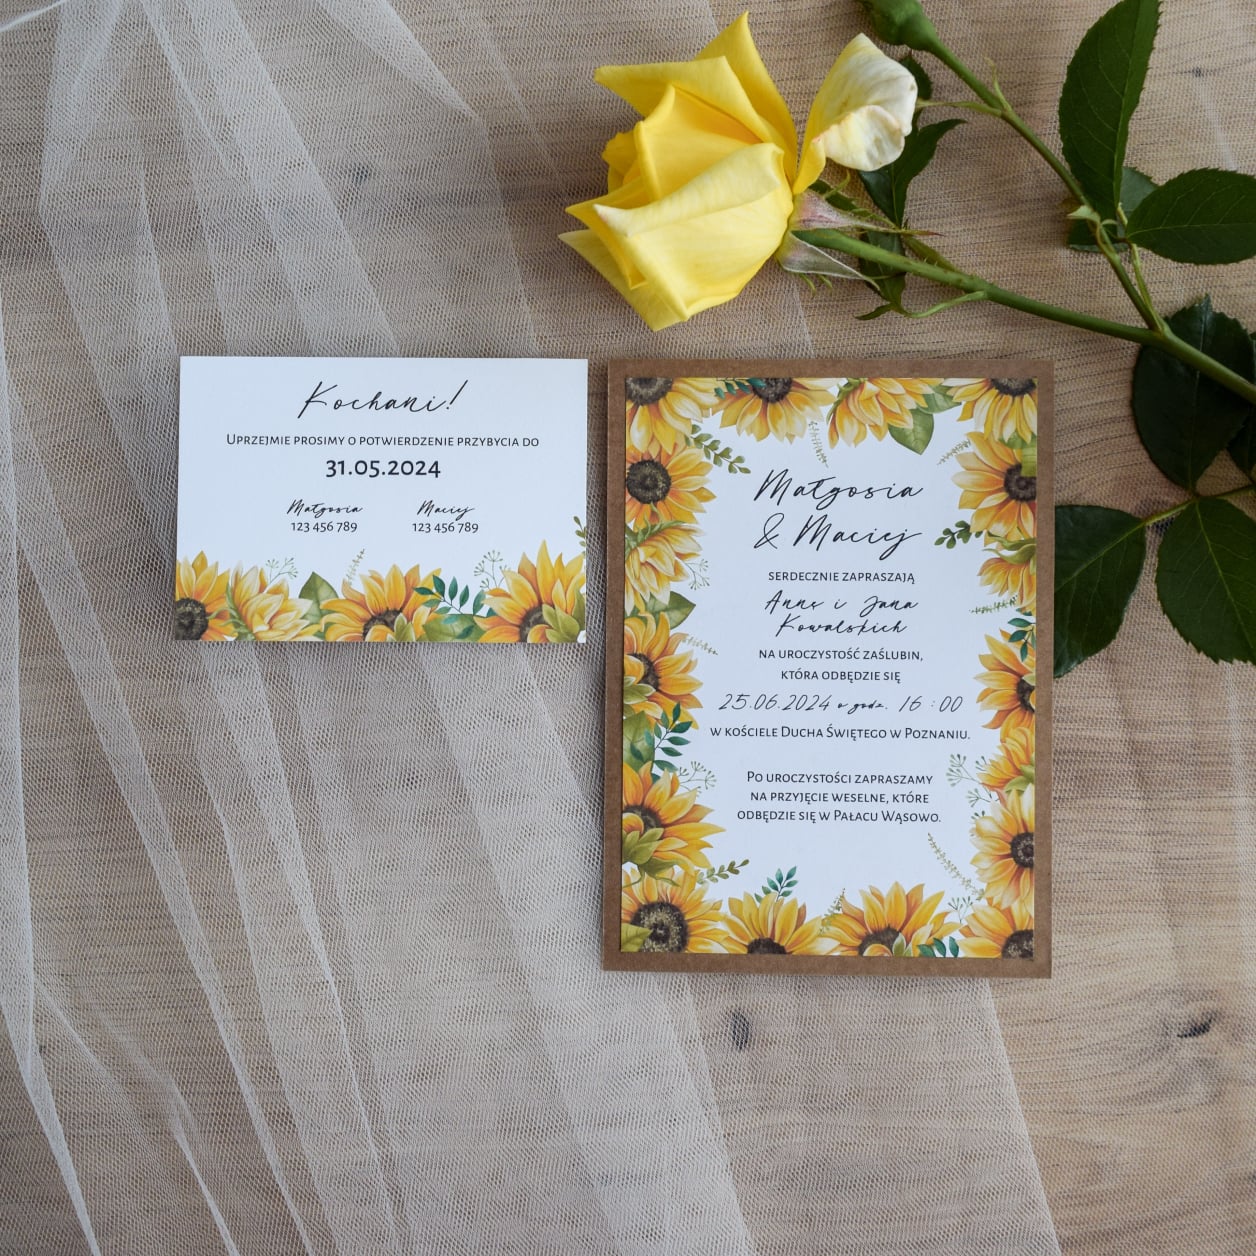 Kochani!
Uprzejmie prosimy o potwierdzenie przybycia do
31.05.2024
Małgosia Maciej
123 456 789 123 456 789
Małgosia
& Maciej
serdecznie zapraszają
Annę i Jana
Kowalskich
na uroczystość zaślubin,
która odbędzie się
25.06.2024 o godz. 16:00
w kościele Ducha Świętego w Poznaniu.
Po uroczystości zapraszamy
na przyjęcie weselne, które
odbędzie się w Pałacu Wąsowo.